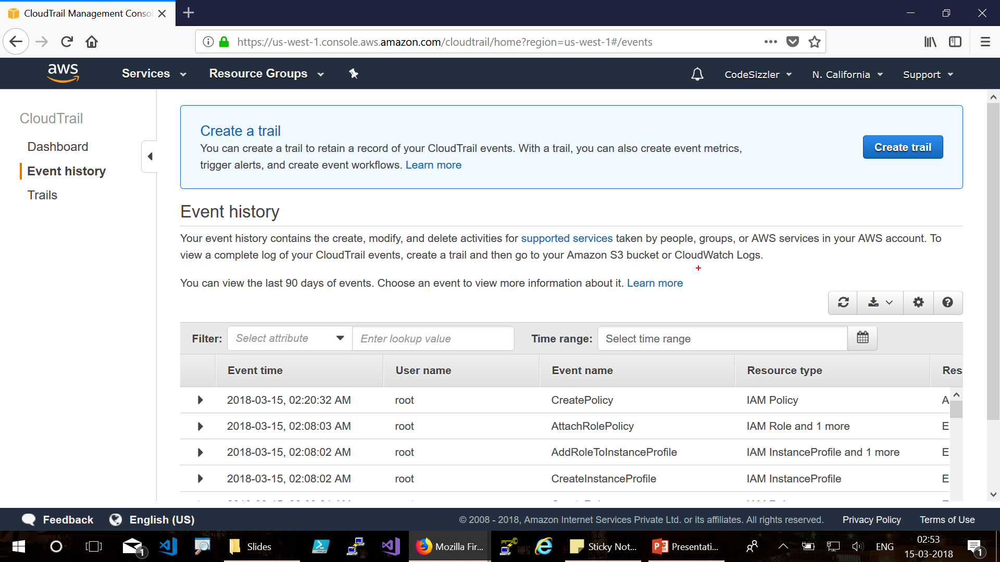 CloudTrail Management Consol
https://us-west-1.console.aws.amazon.com/cloudtrail/home?region=us-west-1#/events
aws Services Resource Groups CodeSizzler N. California Support
CloudTrail
Dashboard
Event history
Trails
Create a trail
You can create a trail to retain a record of your CloudTrail events. With a trail, you can also create event metrics,
trigger alerts, and create event workflows. Learn more
Create trail
Event history
Your event history contains the create, modify, and delete activities for supported services taken by people, groups, or AWS services in your AWS account. To
view a complete log of your CloudTrail events, create a trail and then go to your Amazon S3 bucket or CloudWatch Logs.
You can view the last 90 days of events. Choose an event to view more information about it. Learn more
Filter: Select attribute Enter lookup value Time range: Select time range
Event time User name Event name Resource type Res
2018-03-15, 02:20:32 AM root CreatePolicy IAM Policy A
2018-03-15, 02:08:03 AM root AttachRolePolicy IAM Role and 1 more E
2018-03-15, 02:08:02 AM root AddRoleToInstanceProfile IAM InstanceProfile and 1 more E
2018-03-15, 02:08:02 AM root CreateInstanceProfile IAM InstanceProfile E
Feedback English (US) © 2008 - 2018, Amazon Internet Services Private Ltd. or its affiliates. All rights reserved. Privacy Policy Terms of Use
1 Slides Mozilla Fir... Sticky Not... Presentati... ENG 02:53 1
15-03-2018